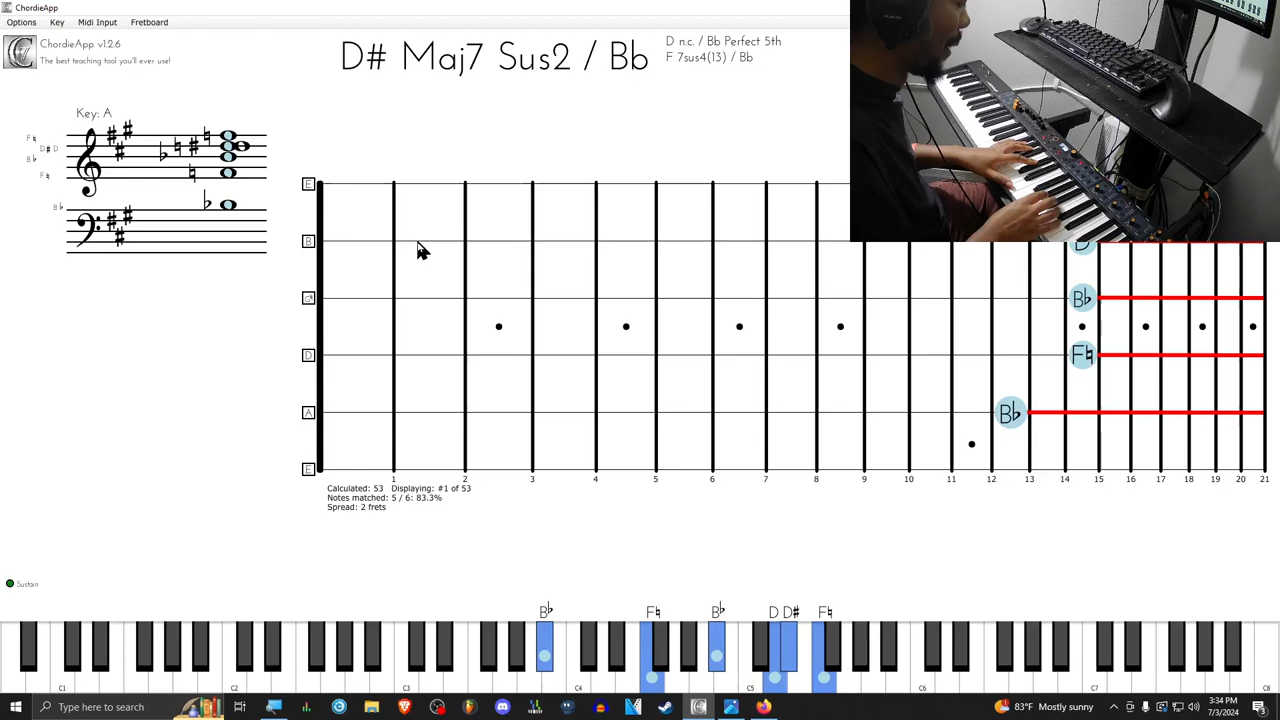 ChordieApp
Options Key Midi Input Fretboard
ChordieApp v1.2.6
The best teaching tool you'll ever use!
D# Maj7 Sus2 / Bb
D n.c. / Bb Perfect 5th
F 7sus4(13) / Bb
Key: A
F♮
D# D
B♭
F♮
B♭
E
B
G
D
A
E
D
B♭
F♮
B♭
1 2 3 4 5 6 7 8 9 10 11 12 13 14 15 16 17 18 19 20 21
Calculated: 53 Displaying: #1 of 53
Notes matched: 5 / 6: 83.3%
Spread: 2 frets
Sustain
B♭ F♮ B♭ D D# F♮
C1 C2 C3 C4 C5 C6 C7 C8
Type here to search
83°F Mostly sunny
3:34 PM
7/3/2024